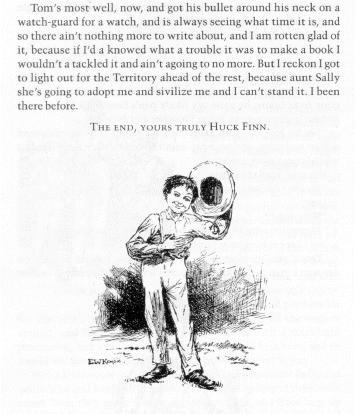 Tom's most well, now, and got his bullet around his neck on a
watch-guard for a watch, and is always seeing what time it is, and
so there ain't nothing more to write about, and I am rotten glad of
it, because if I'd a knowed what a trouble it was to make a book I
wouldn't a tackled it and ain't agoing to no more. But I reckon I got
to light out for the Territory ahead of the rest, because aunt Sally
she's going to adopt me and sivilize me and I can't stand it. I been
there before.
THE END, YOURS TRULY HUCK FINN.